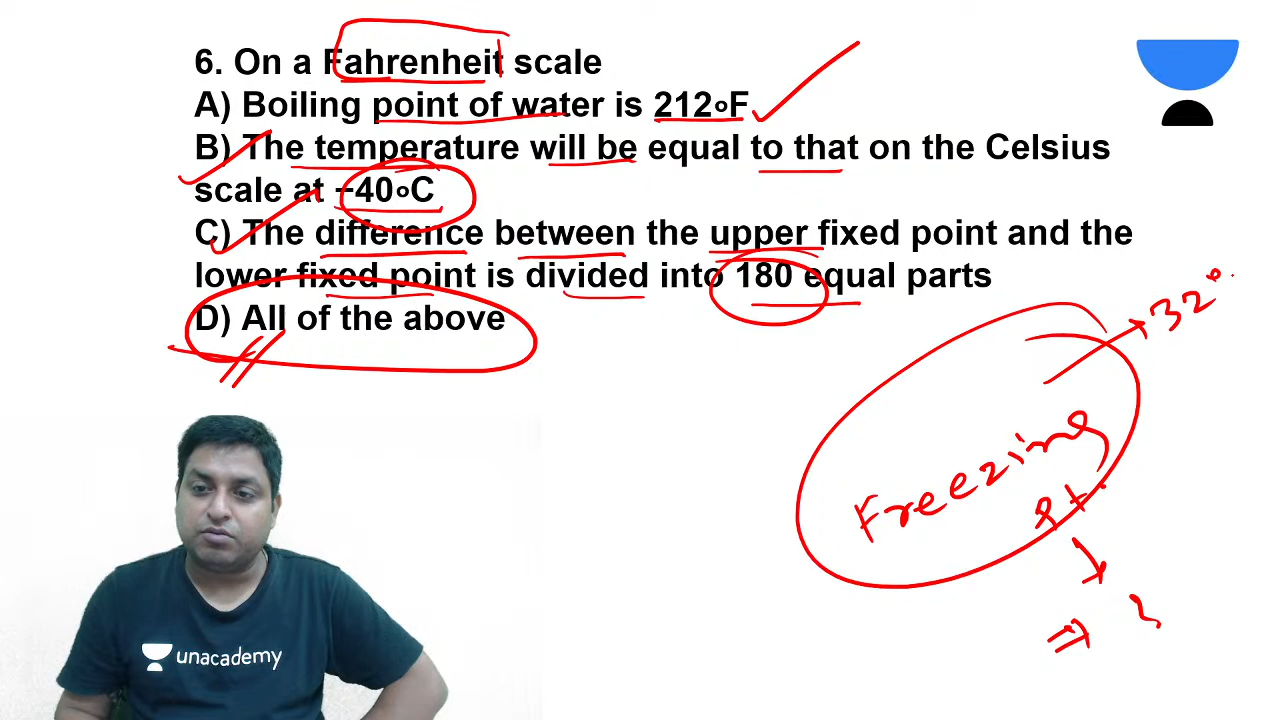 6. On a Fahrenheit scale
A) Boiling point of water is 212∘F
B) The temperature will be equal to that on the Celsius
scale at −40∘C
C) The difference between the upper fixed point and the
lower fixed point is divided into 180 equal parts
D) All of the above
32°
Freezing
pt.
unacademy